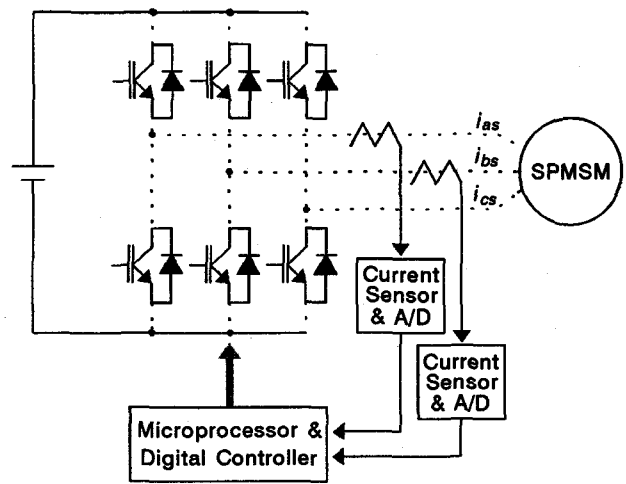 i_as
i_bs
i_cs
SPMSM
Current
Sensor
& A/D
Current
Sensor
& A/D
Microprocessor &
Digital Controller